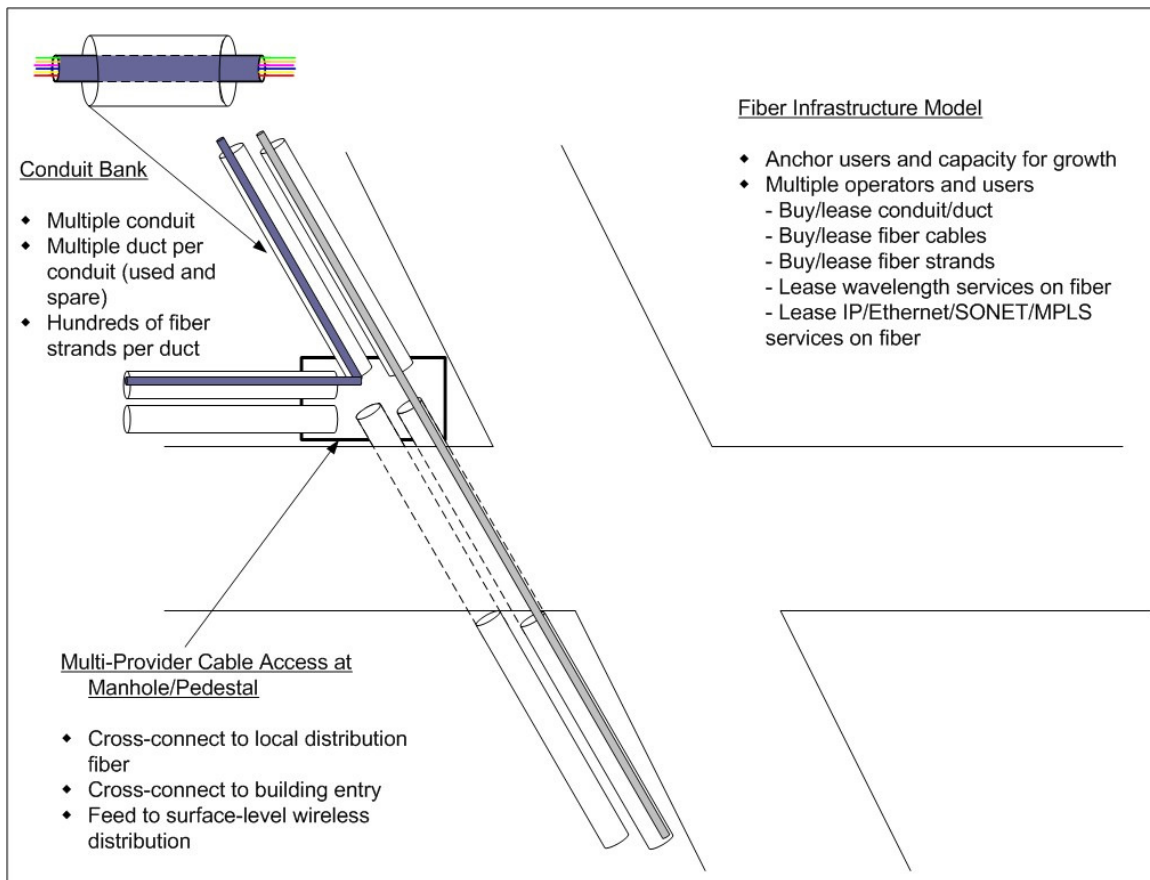 Conduit Bank
◆ Multiple conduit
◆ Multiple duct per
conduit (used and
spare)
◆ Hundreds of fiber
strands per duct
Fiber Infrastructure Model
◆ Anchor users and capacity for growth
◆ Multiple operators and users
- Buy/lease conduit/duct
- Buy/lease fiber cables
- Buy/lease fiber strands
- Lease wavelength services on fiber
- Lease IP/Ethernet/SONET/MPLS
services on fiber
Multi-Provider Cable Access at
Manhole/Pedestal
◆ Cross-connect to local distribution
fiber
◆ Cross-connect to building entry
◆ Feed to surface-level wireless
distribution